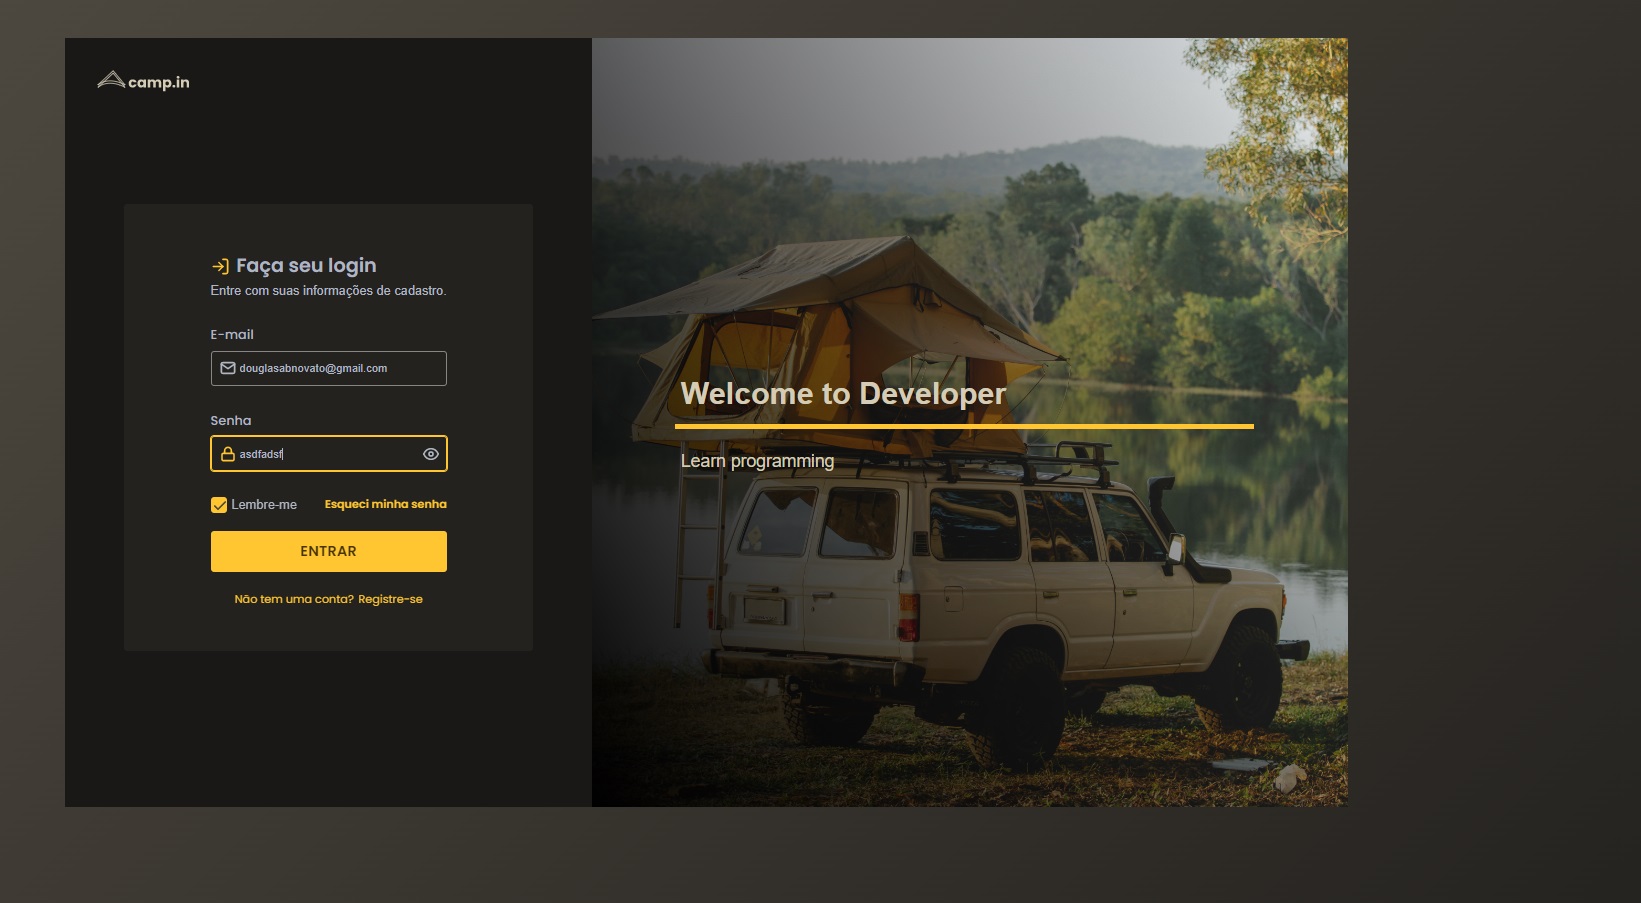 camp.in
Faça seu login
Entre com suas informações de cadastro.
E-mail
douglasabnovato@gmail.com
Senha
asdfadsf
Lembre-me
Esqueci minha senha
ENTRAR
Não tem uma conta? Registre-se
Welcome to Developer
Learn programming